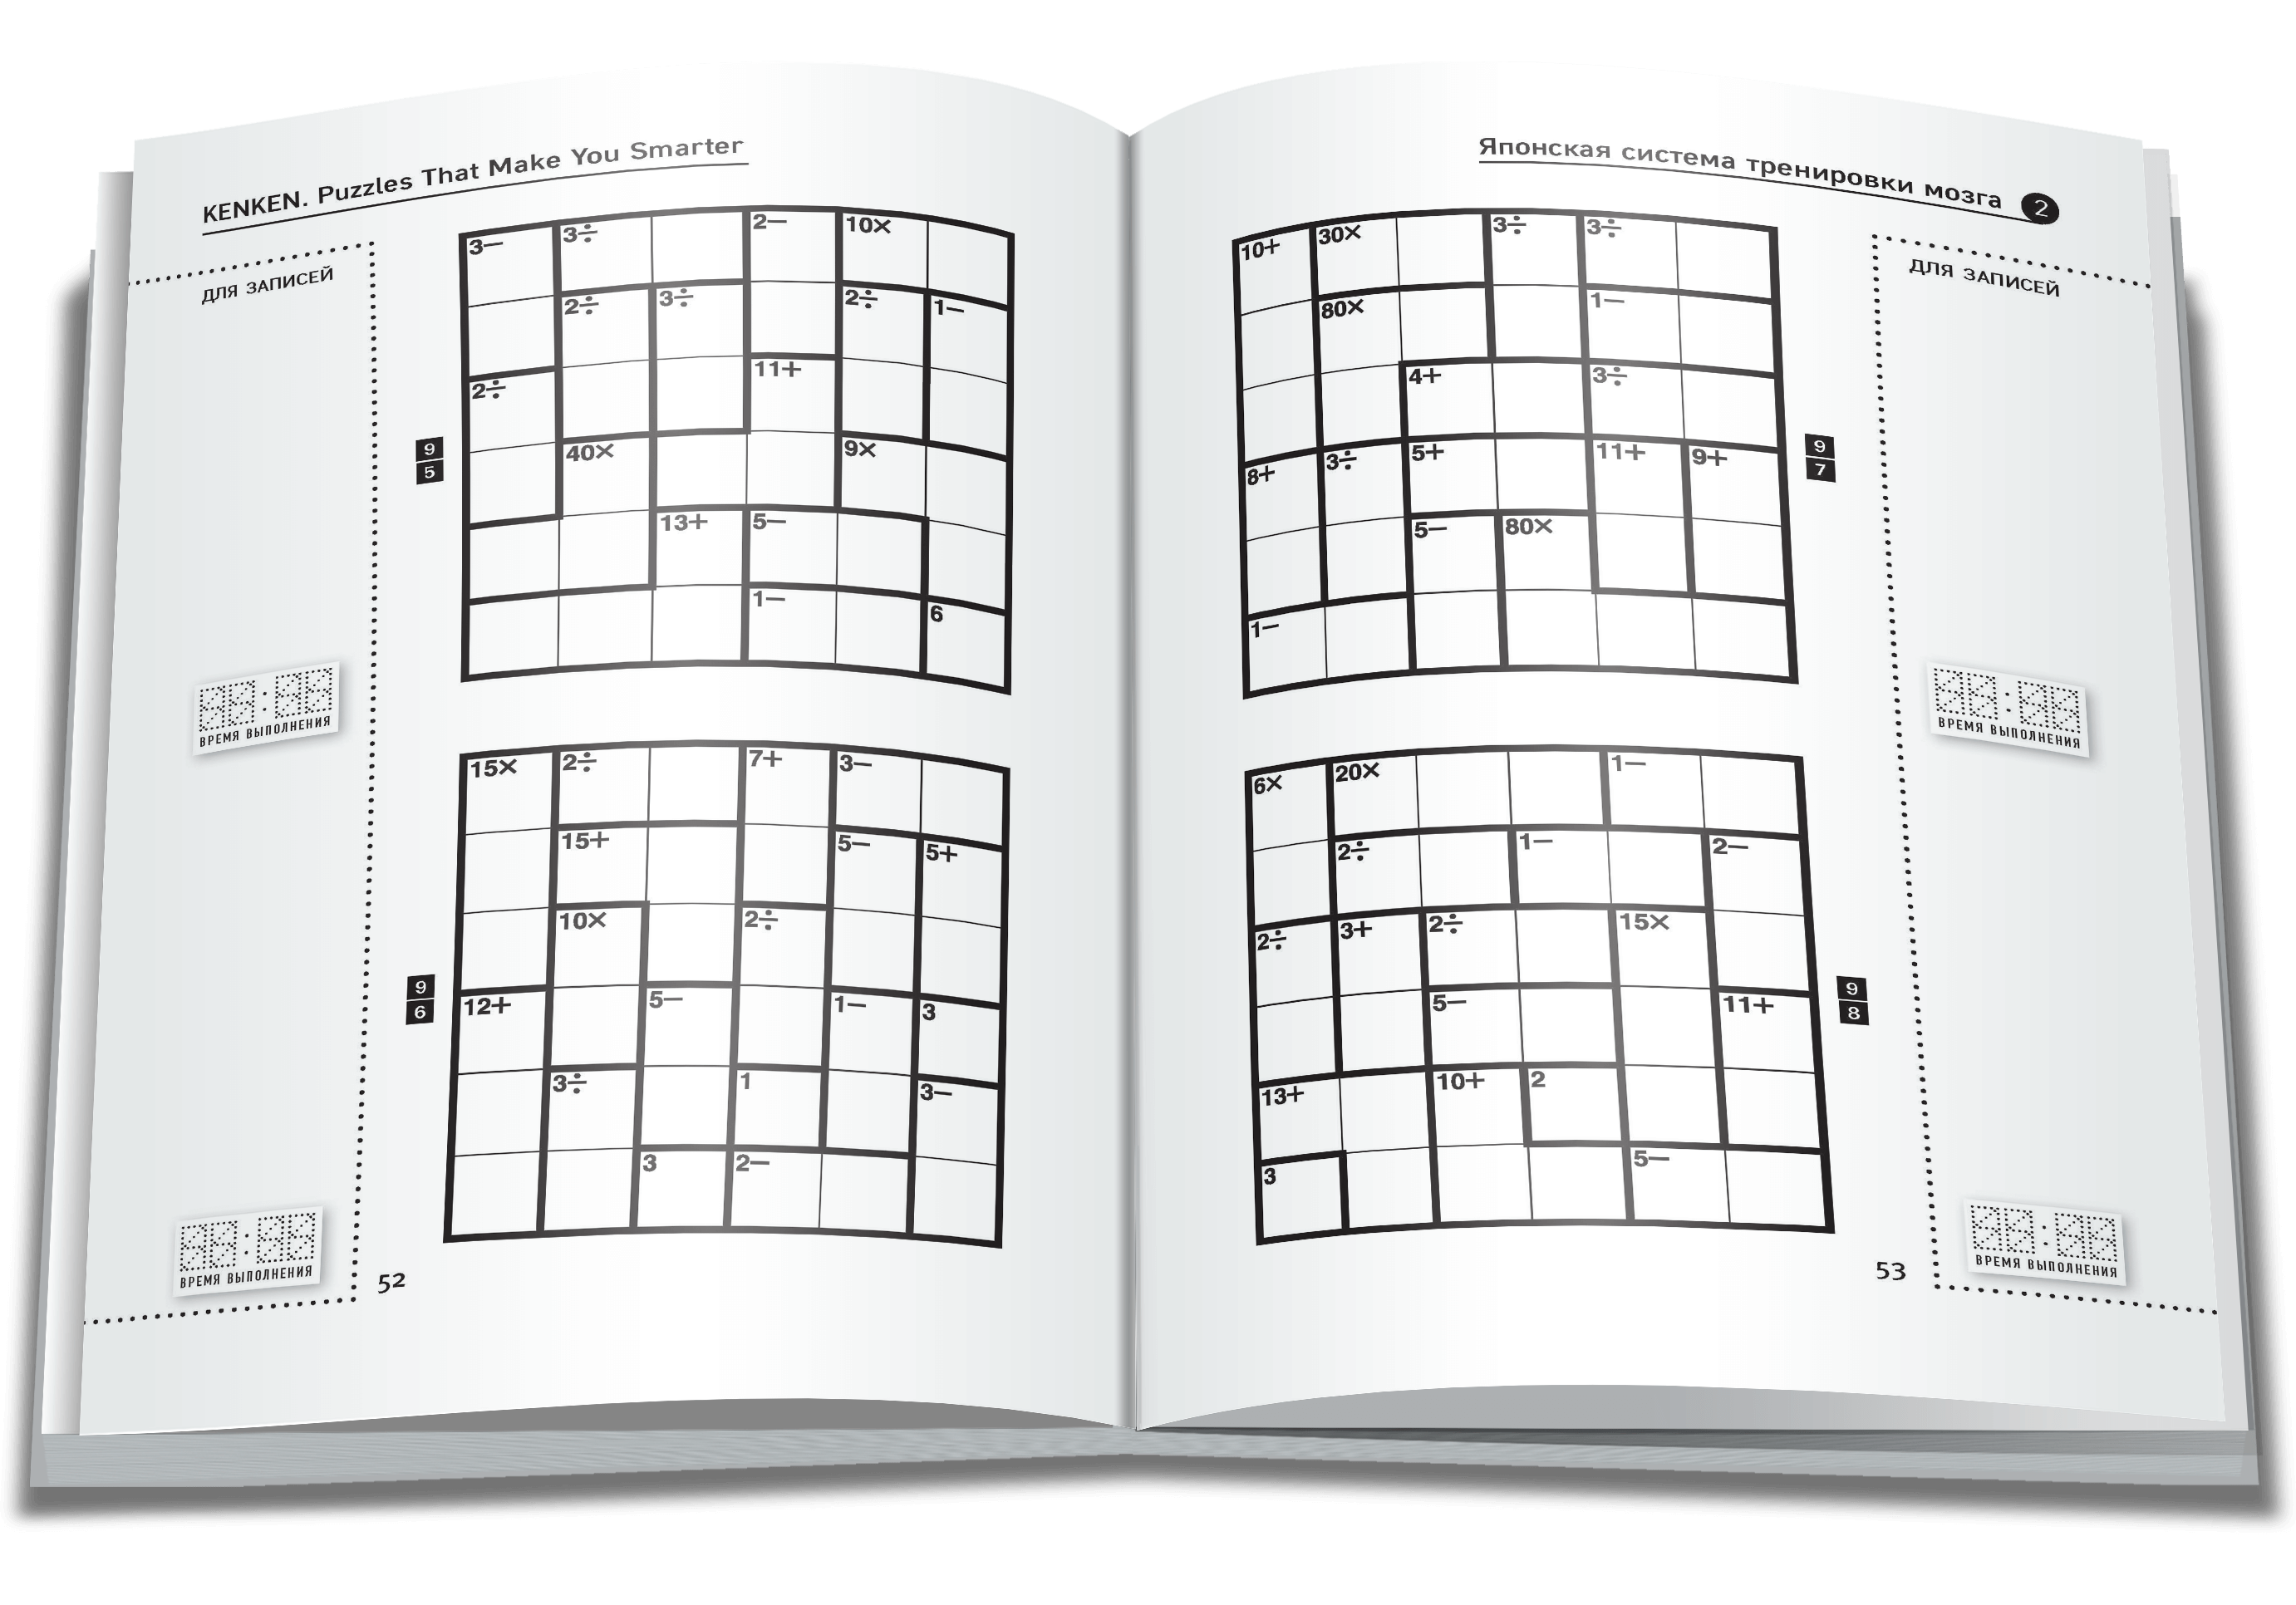 KENKEN. Puzzles That Make You Smarter
ДЛЯ ЗАПИСЕЙ
3− 3÷ 2− 10×
2÷ 3÷ 2÷ 1−
2÷ 11+
40× 9×
13+ 5−
1− 6
9
5
ВРЕМЯ ВЫПОЛНЕНИЯ
15× 2÷ 7+ 3−
15+ 5− 5+
10× 2÷
12+ 5− 1− 3
3÷ 1 3−
3 2−
9
6
ВРЕМЯ ВЫПОЛНЕНИЯ
52
Японская система тренировки мозга 2
ДЛЯ ЗАПИСЕЙ
10+ 30× 3÷ 3÷
80× 1−
4+ 3÷
8+ 3÷ 5+ 11+ 9+
5− 80×
1−
9
7
ВРЕМЯ ВЫПОЛНЕНИЯ
6× 20× 1−
2÷ 1− 2−
2÷ 3+ 2÷ 15×
5− 11+
13+ 10+ 2
3 5−
9
8
ВРЕМЯ ВЫПОЛНЕНИЯ
53